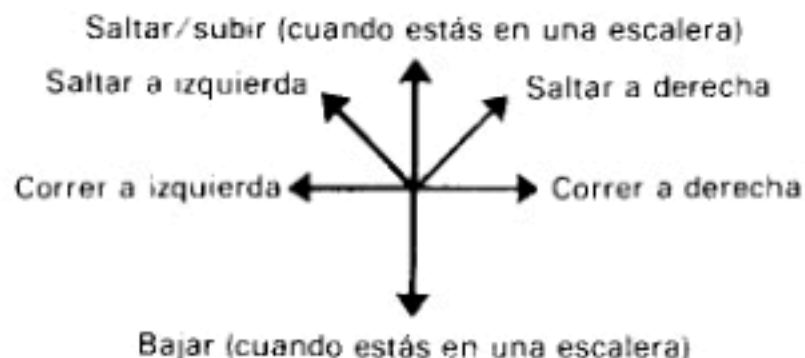 Saltar/subir (cuando estás en una escalera)
Saltar a izquierda
Saltar a derecha
Correr a izquierda
Correr a derecha
Bajar (cuando estás en una escalera)